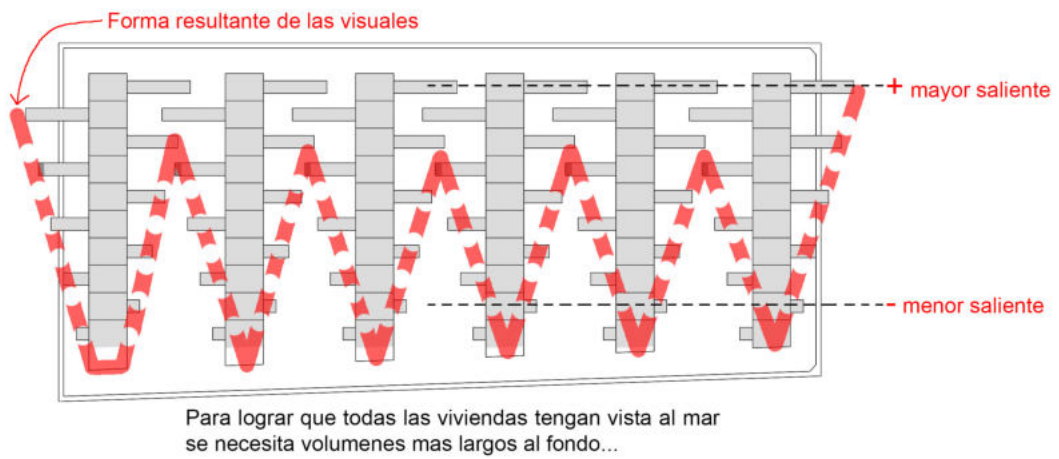 Forma resultante de las visuales
+ mayor saliente
- menor saliente
Para lograr que todas las viviendas tengan vista al mar
se necesita volumenes mas largos al fondo...